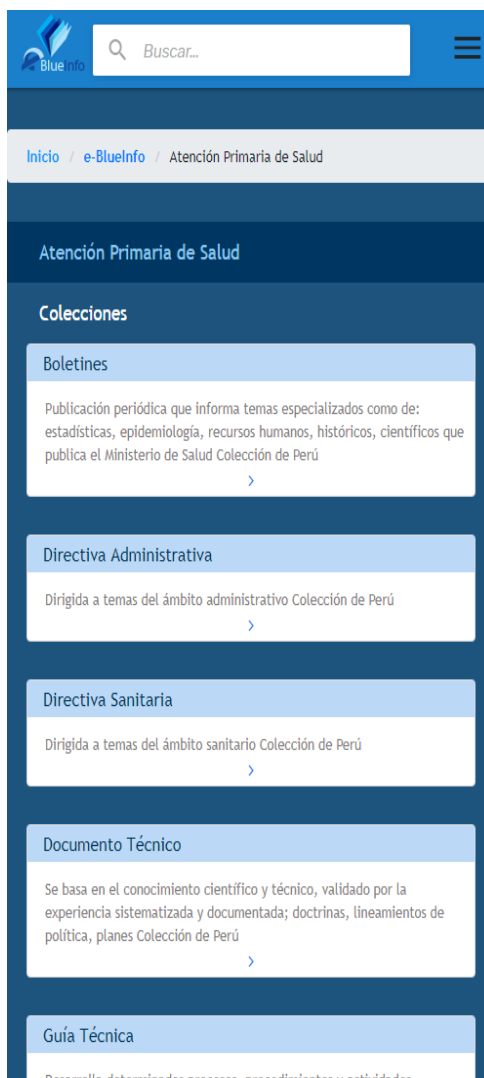 BlueInfo
Buscar...
Inicio / e-BlueInfo / Atención Primaria de Salud
Atención Primaria de Salud
Colecciones
Boletines
Publicación periódica que informa temas especializados como de:
estadísticas, epidemiología, recursos humanos, históricos, científicos que
publica el Ministerio de Salud Colección de Perú
Directiva Administrativa
Dirigida a temas del ámbito administrativo Colección de Perú
Directiva Sanitaria
Dirigida a temas del ámbito sanitario Colección de Perú
Documento Técnico
Se basa en el conocimiento científico y técnico, validado por la
experiencia sistematizada y documentada; doctrinas, lineamientos de
política, planes Colección de Perú
Guía Técnica